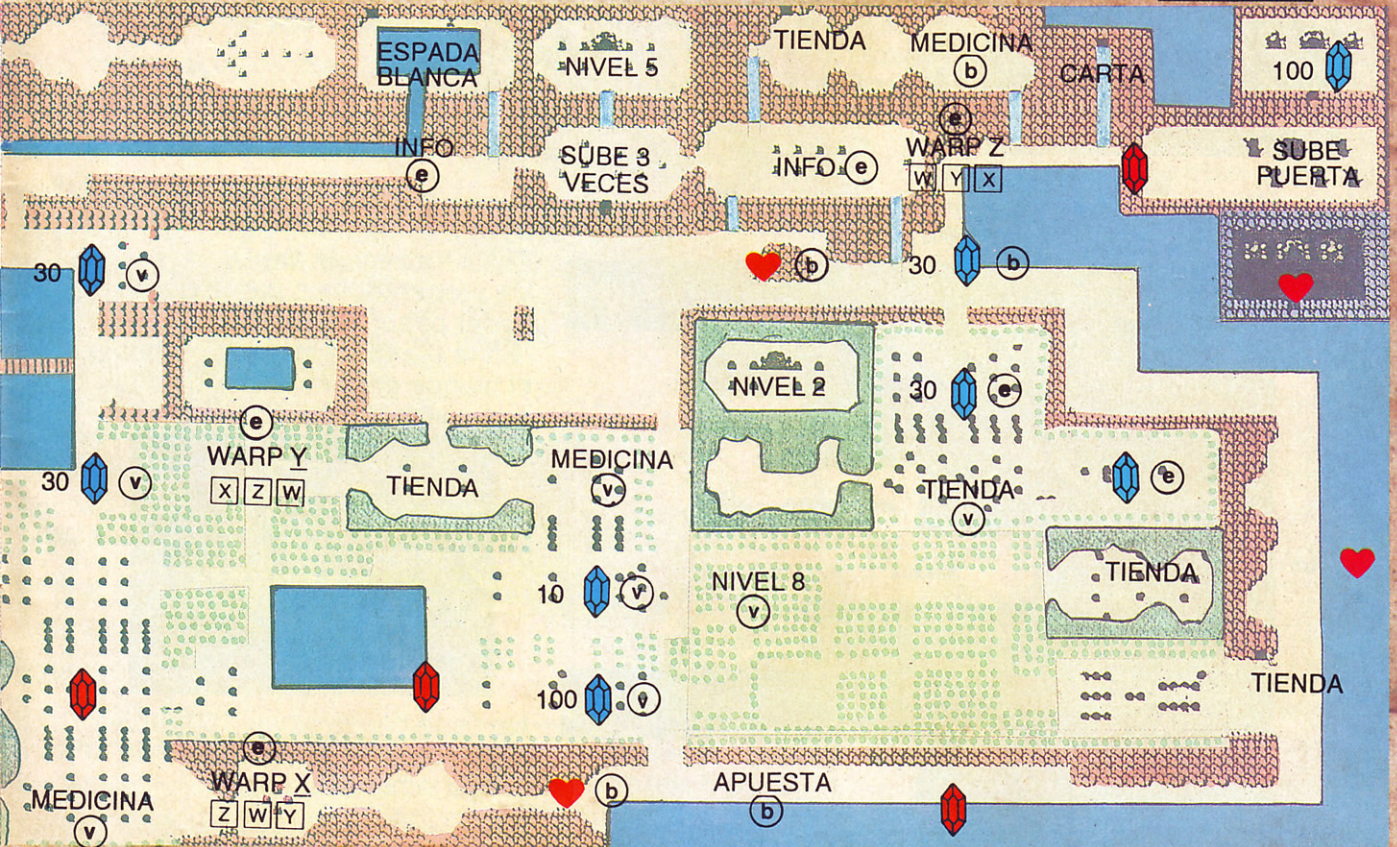 TIENDA
MEDICINA
b
ESPADA
BLANCA
NIVEL 5
CARTA
100
e
INFO
e
SUBE 3
VECES
INFO
e
WARP Z
W Y X
SUBE
PUERTA
30
v
b
30
b
NIVEL 2
30
e
e
WARP Y
X Z W
TIENDA
MEDICINA
v
30
v
TIENDA
v
e
TIENDA
10
v
NIVEL 8
v
100
v
TIENDA
e
WARP X
Z W Y
MEDICINA
v
b
APUESTA
b